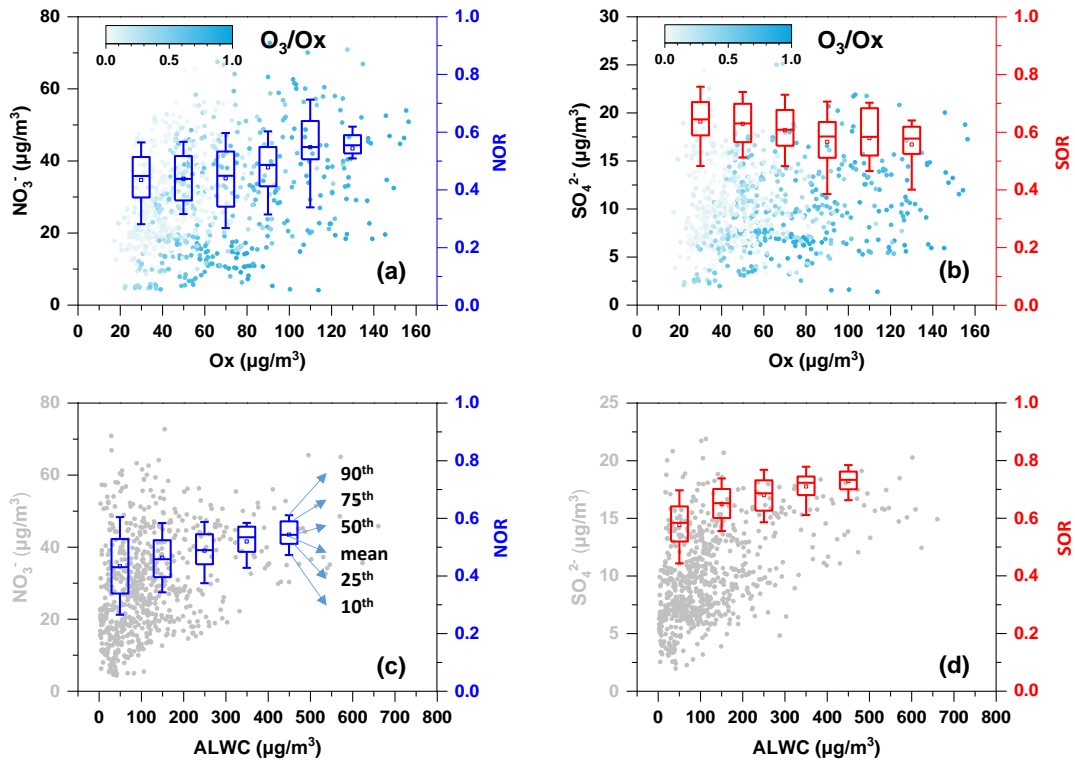 O₃/Ox
0.0 0.5 1.0
NO₃⁻ (µg/m³)
80
60
40
20
0
1.0
0.8
0.6
0.4
0.2
0.0
NOR
(a)
0 20 40 60 80 100 120 140 160
Ox (µg/m³)
O₃/Ox
0.0 0.5 1.0
SO₄²⁻ (µg/m³)
30
25
20
15
10
5
0
1.0
0.8
0.6
0.4
0.2
0.0
SOR
(b)
20 40 60 80 100 120 140 160
Ox (µg/m³)
NO₃⁻ (µg/m³)
80
60
40
20
0
1.0
0.8
0.6
0.4
0.2
0.0
NOR
90th
75th
50th
mean
25th
10th
(c)
0 100 200 300 400 500 600 700 800
ALWC (µg/m³)
SO₄²⁻ (µg/m³)
25
20
15
10
5
0
1.0
0.8
0.6
0.4
0.2
0.0
SOR
(d)
0 100 200 300 400 500 600 700 800
ALWC (µg/m³)